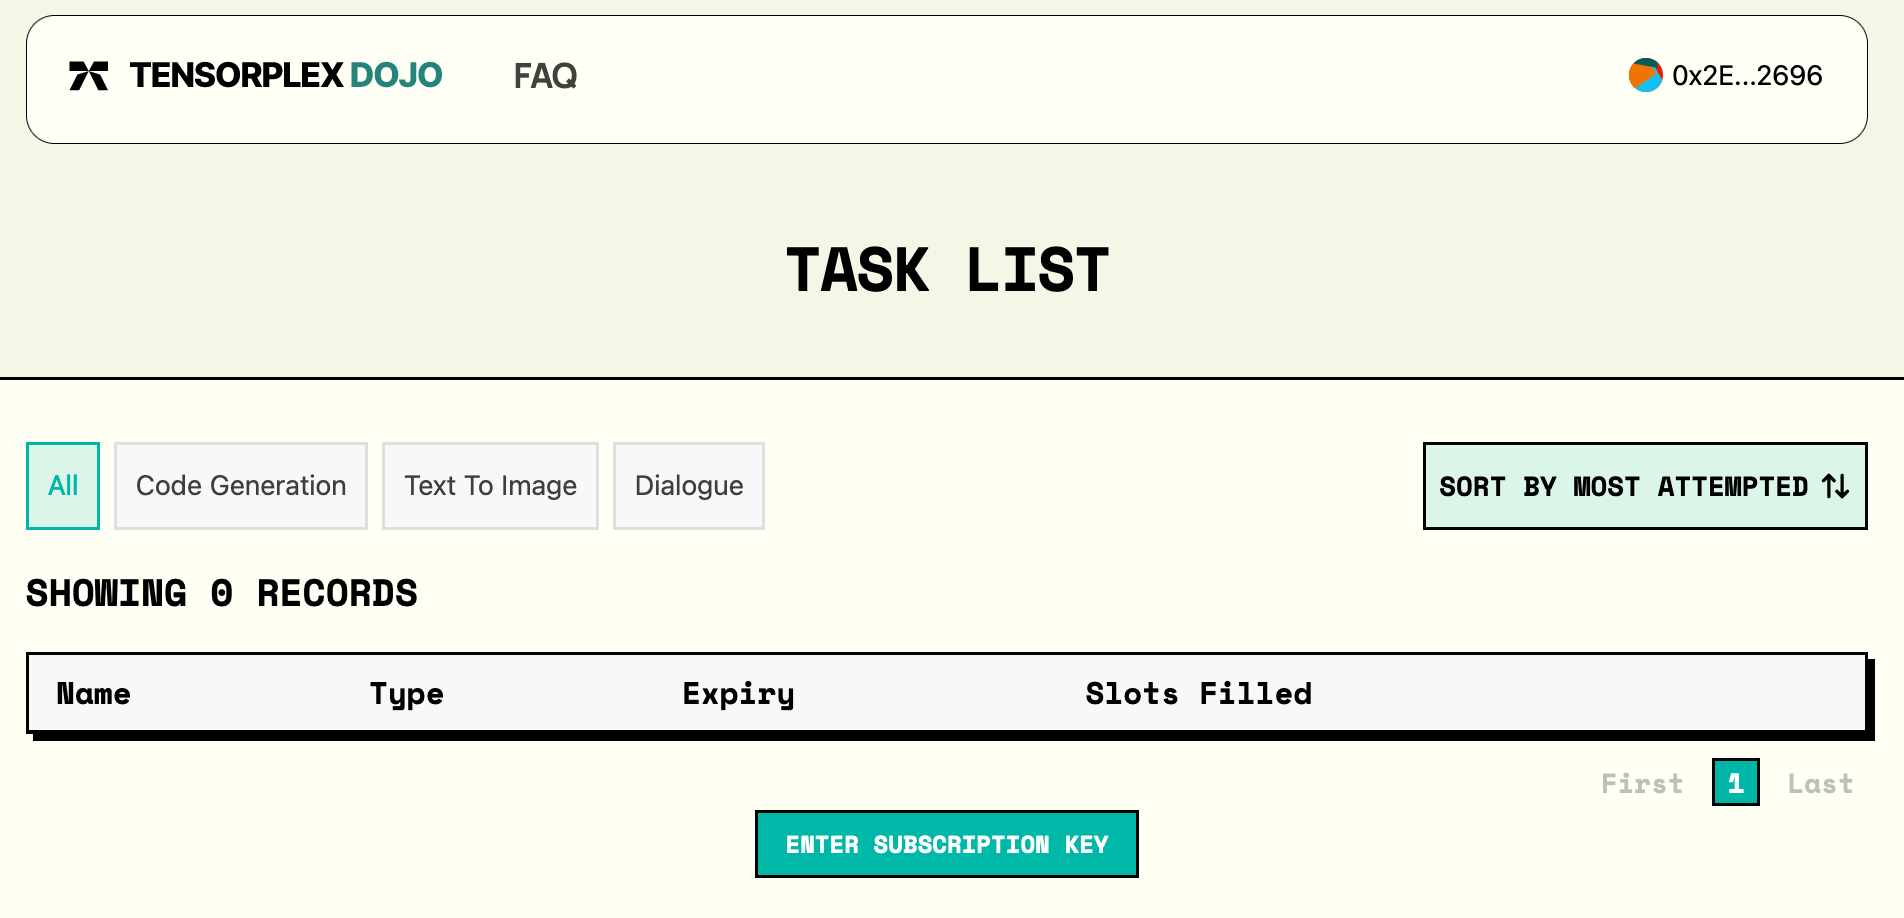 TENSORPLEX DOJO FAQ 0x2E...2696
TASK LIST
All Code Generation Text To Image Dialogue SORT BY MOST ATTEMPTED
SHOWING 0 RECORDS
Name Type Expiry Slots Filled
First 1 Last
ENTER SUBSCRIPTION KEY